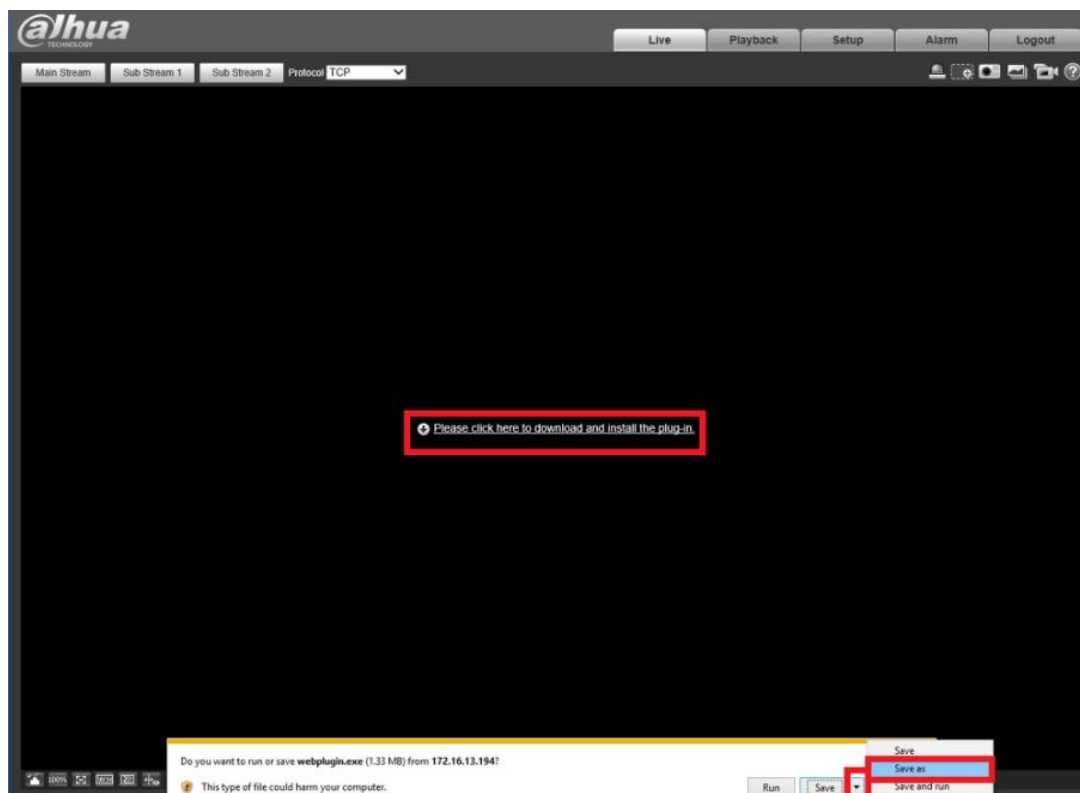 alhua
TECHNOLOGY
Live Playback Setup Alarm Logout
Main Stream Sub Stream 1 Sub Stream 2 Protocol TCP
Please click here to download and install the plug-in.
Save
Do you want to run or save webplugin.exe (1.33 MB) from 172.16.13.194?
Save as
This type of file could harm your computer. Run Save Save and run
100%